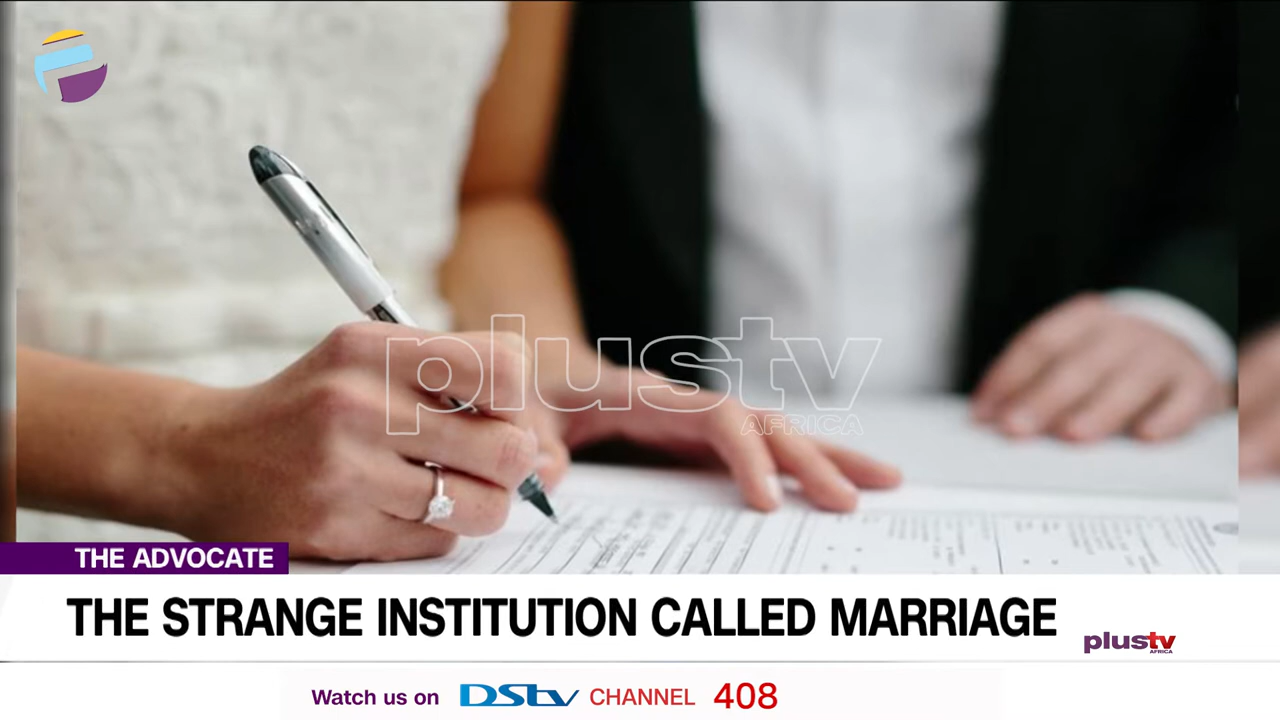 plustv
AFRICA
THE ADVOCATE
THE STRANGE INSTITUTION CALLED MARRIAGE
plustv
AFRICA
Watch us on DStv CHANNEL 408